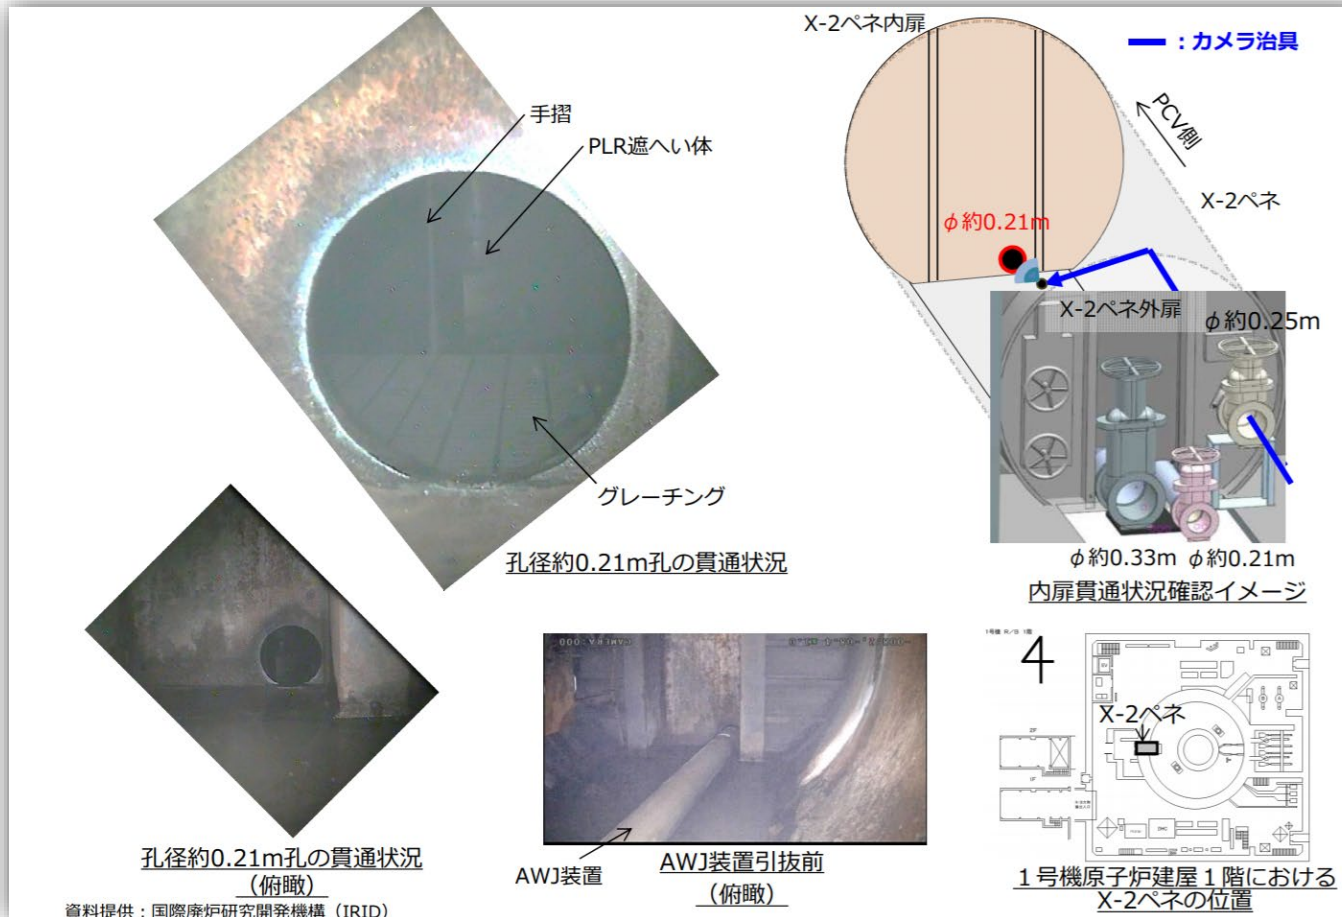 X-2ペネ内扉
：カメラ治具
手摺
PLR遮へい体
PCV側
X-2ペネ
φ約0.21m
X-2ペネ外扉
φ約0.25m
グレーチング
孔径約0.21m孔の貫通状況
φ約0.33m φ約0.21m
内扉貫通状況確認イメージ
1号機 R/B 1階
4
X-2ペネ
2F
1F
AWJ装置
孔径約0.21m孔の貫通状況
（俯瞰）
AWJ装置引抜前
（俯瞰）
１号機原子炉建屋１階における
X-2ペネの位置
資料提供：国際廃炉研究開発機構（IRID）